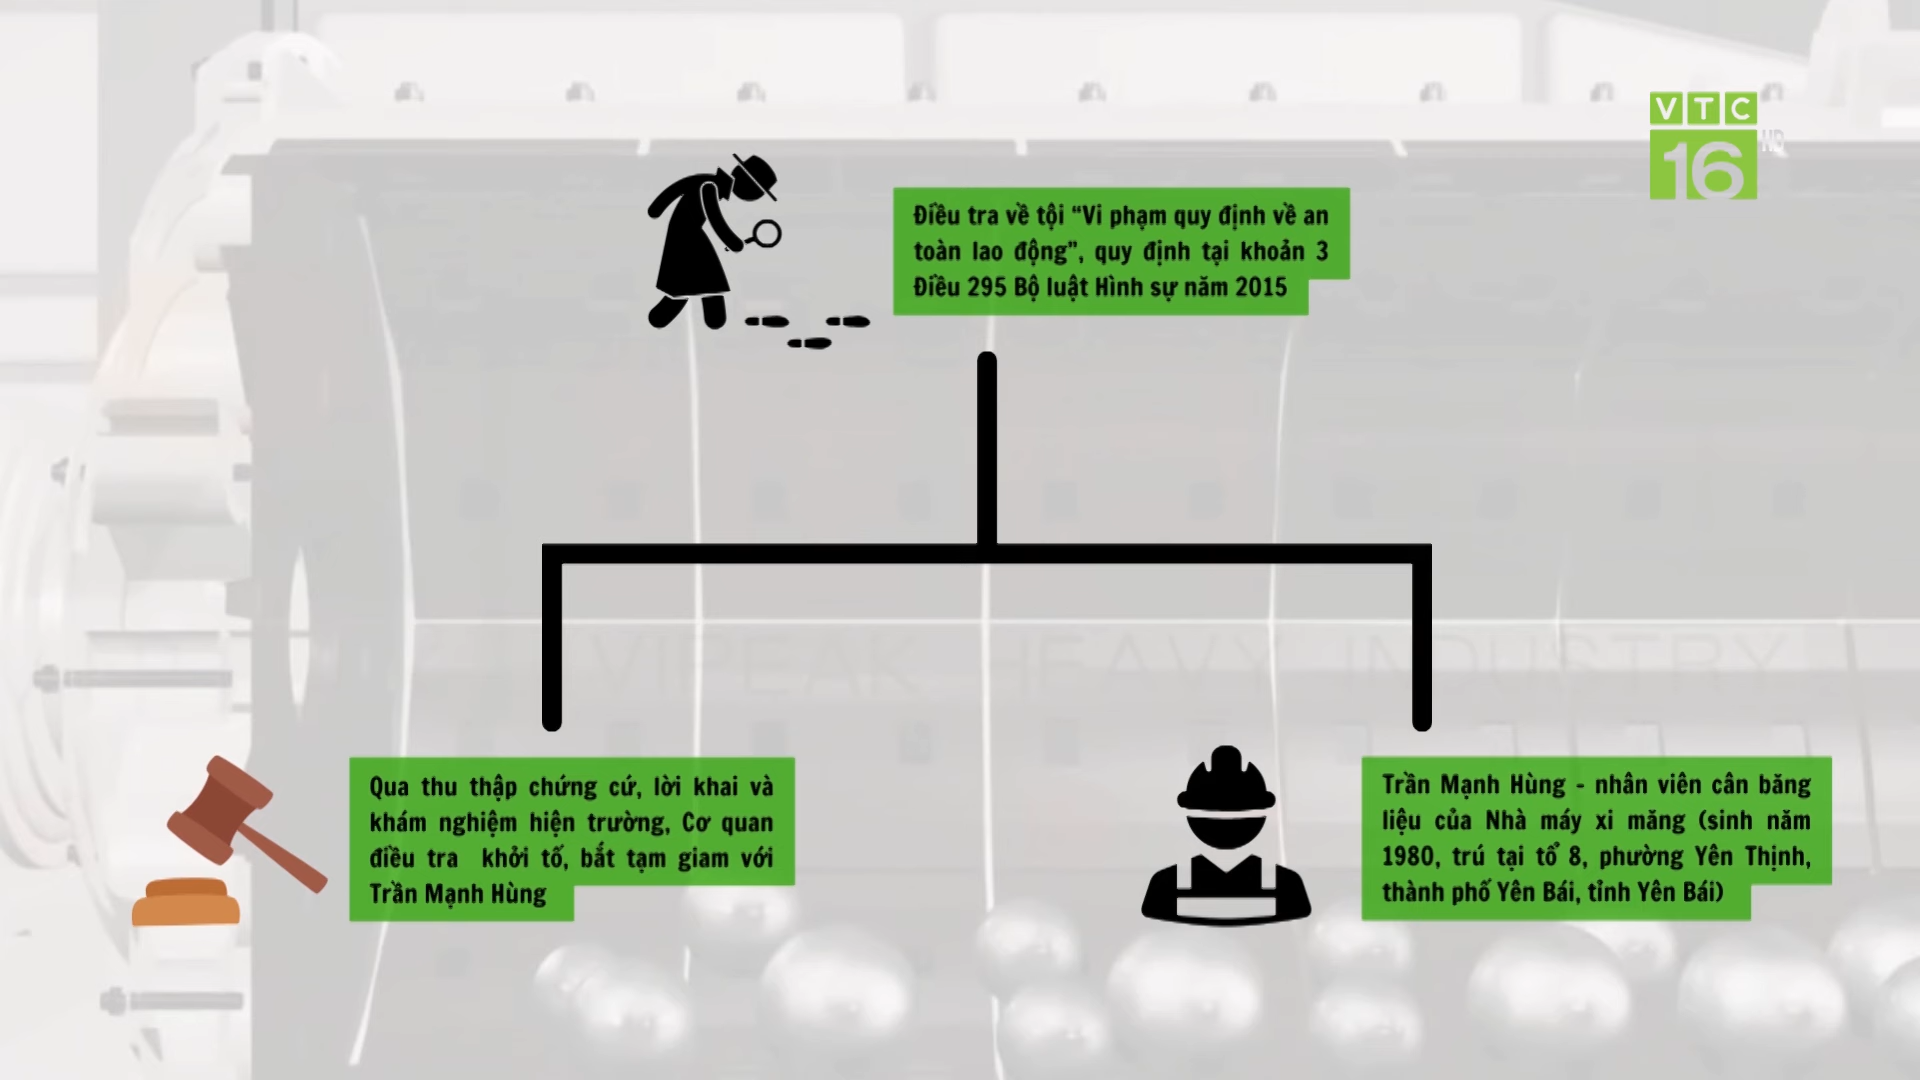 VTC
16
HD
Điều tra về tội “Vi phạm quy định về an
toàn lao động”, quy định tại khoản 3
Điều 295 Bộ luật Hình sự năm 2015
VIPEAK HEAVY INDUSTRY
Qua thu thập chứng cứ, lời khai và
khám nghiệm hiện trường, Cơ quan
điều tra khởi tố, bắt tạm giam với
Trần Mạnh Hùng
Trần Mạnh Hùng - nhân viên cân băng
liệu của Nhà máy xi măng (sinh năm
1980, trú tại tổ 8, phường Yên Thịnh,
thành phố Yên Bái, tỉnh Yên Bái)